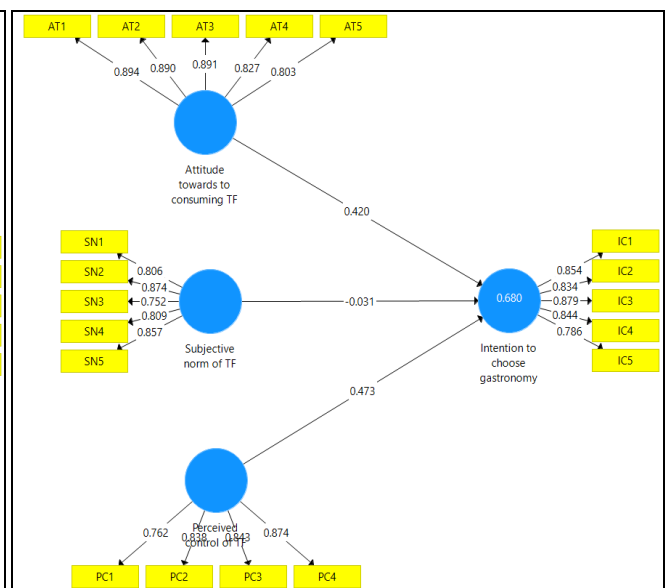 AT1 AT2 AT3 AT4 AT5
0.894 0.890 0.891 0.827 0.803
Attitude
towards to
consuming TF
0.420
SN1
SN2
SN3
SN4
SN5
0.806
0.874
0.752
0.809
0.857
Subjective
norm of TF
-0.031
0.680
Intention to
choose
gastronomy
0.854
0.834
0.879
0.844
0.786
IC1
IC2
IC3
IC4
IC5
0.473
Perceived
control of TF
0.762 0.838 0.843 0.874
PC1 PC2 PC3 PC4